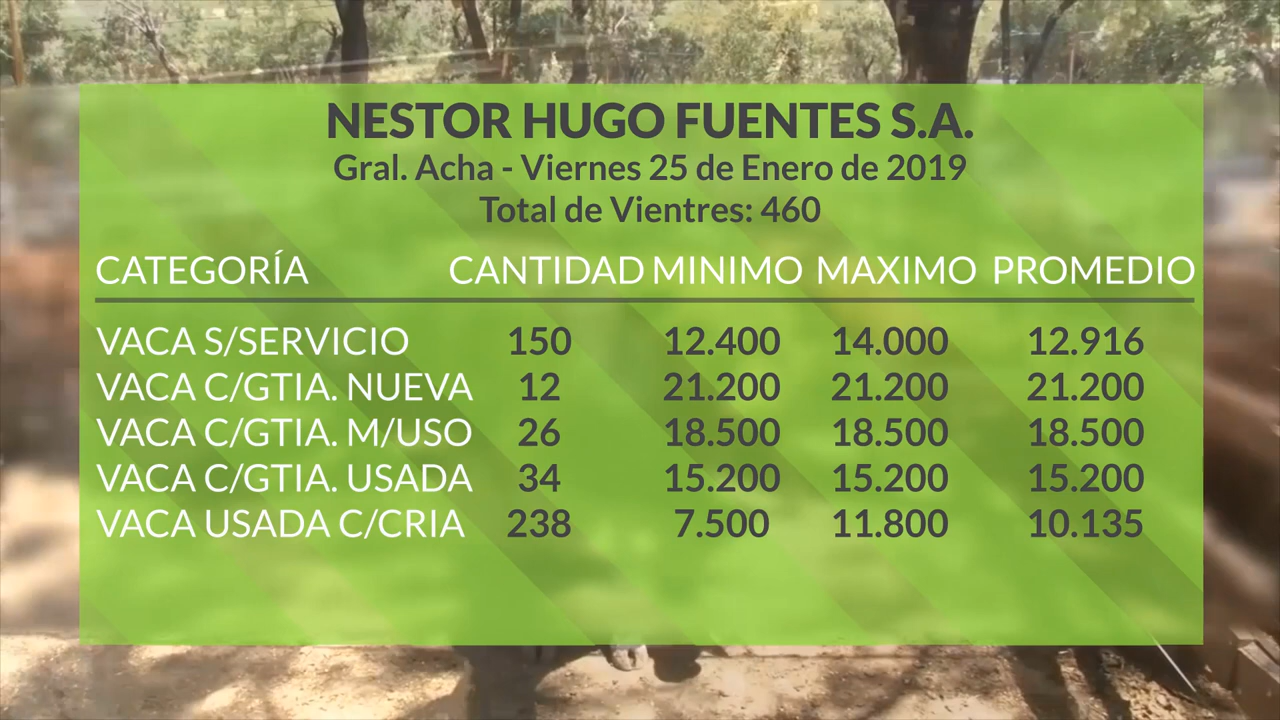 NESTOR HUGO FUENTES S.A.
Gral. Acha - Viernes 25 de Enero de 2019
Total de Vientres: 460
CATEGORÍA CANTIDAD MINIMO MAXIMO PROMEDIO
VACA S/SERVICIO 150 12.400 14.000 12.916
VACA C/GTIA. NUEVA 12 21.200 21.200 21.200
VACA C/GTIA. M/USO 26 18.500 18.500 18.500
VACA C/GTIA. USADA 34 15.200 15.200 15.200
VACA USADA C/CRIA 238 7.500 11.800 10.135